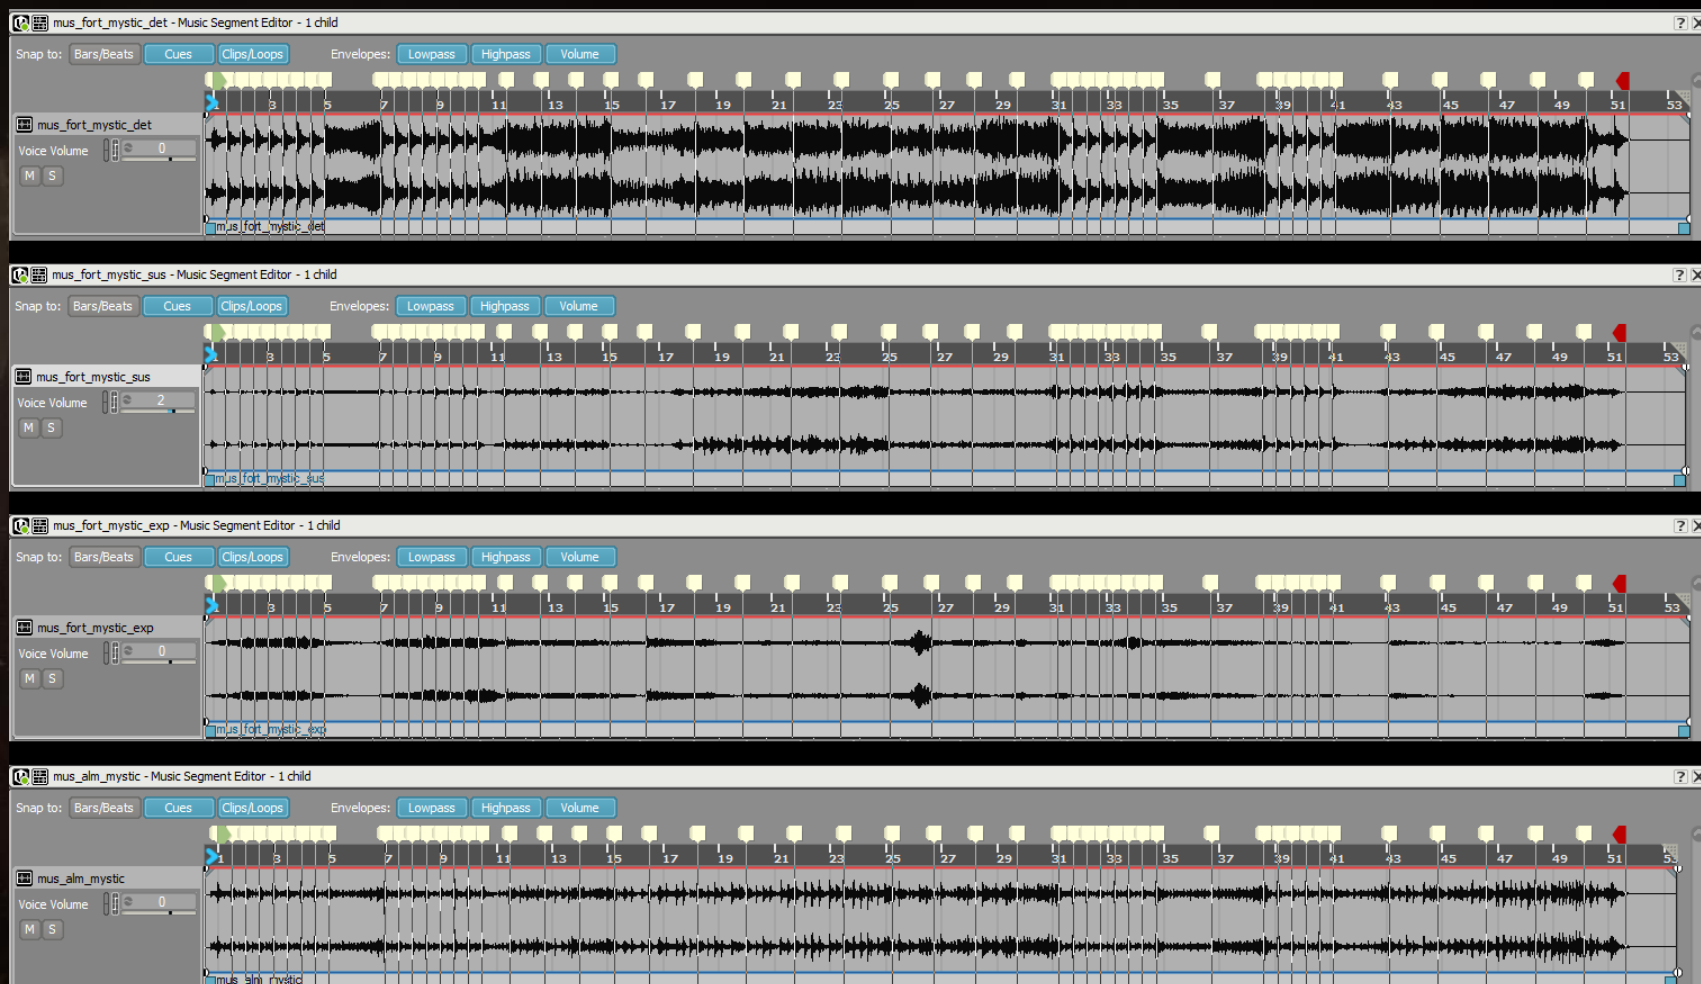 mus_fort_mystic_det - Music Segment Editor - 1 child ?
Snap to: Bars/Beats Cues Clips/Loops Envelopes: Lowpass Highpass Volume
1 3 5 7 9 11 13 15 17 19 21 23 25 27 29 31 33 35 37 39 41 43 45 47 49 51 53
mus_fort_mystic_det
Voice Volume 0
M S
mus_fort_mystic_det
mus_fort_mystic_sus - Music Segment Editor - 1 child ?
Snap to: Bars/Beats Cues Clips/Loops Envelopes: Lowpass Highpass Volume
1 3 5 7 9 11 13 15 17 19 21 23 25 27 29 31 33 35 37 39 41 43 45 47 49 51 53
mus_fort_mystic_sus
Voice Volume 2
M S
mus_fort_mystic_sus
mus_fort_mystic_exp - Music Segment Editor - 1 child ?
Snap to: Bars/Beats Cues Clips/Loops Envelopes: Lowpass Highpass Volume
1 3 5 7 9 11 13 15 17 19 21 23 25 27 29 31 33 35 37 39 41 43 45 47 49 51 53
mus_fort_mystic_exp
Voice Volume 0
M S
mus_fort_mystic_exp
mus_alm_mystic - Music Segment Editor - 1 child ?
Snap to: Bars/Beats Cues Clips/Loops Envelopes: Lowpass Highpass Volume
1 3 5 7 9 11 13 15 17 19 21 23 25 27 29 31 33 35 37 39 41 43 45 47 49 51 53
mus_alm_mystic
Voice Volume 0
M S
mus_alm_mystic